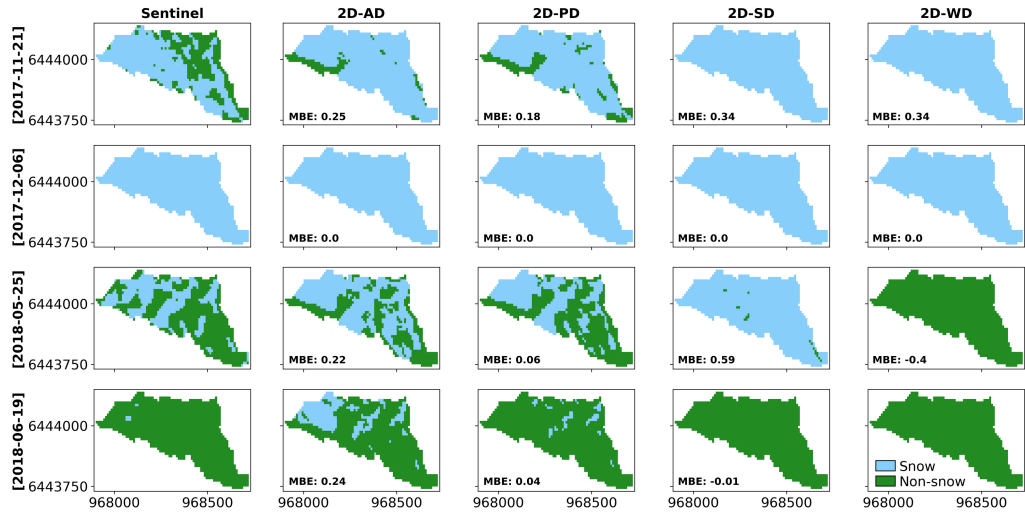 Sentinel 2D-AD 2D-PD 2D-SD 2D-WD
[2017-11-21]
6444000
6443750
MBE: 0.25 MBE: 0.18 MBE: 0.34 MBE: 0.34
[2017-12-06]
6444000
6443750
MBE: 0.0 MBE: 0.0 MBE: 0.0 MBE: 0.0
[2018-05-25]
6444000
6443750
MBE: 0.22 MBE: 0.06 MBE: 0.59 MBE: -0.4
[2018-06-19]
6444000
6443750
MBE: 0.24 MBE: 0.04 MBE: -0.01
Snow
Non-snow
968000 968500 968000 968500 968000 968500 968000 968500 968000 968500